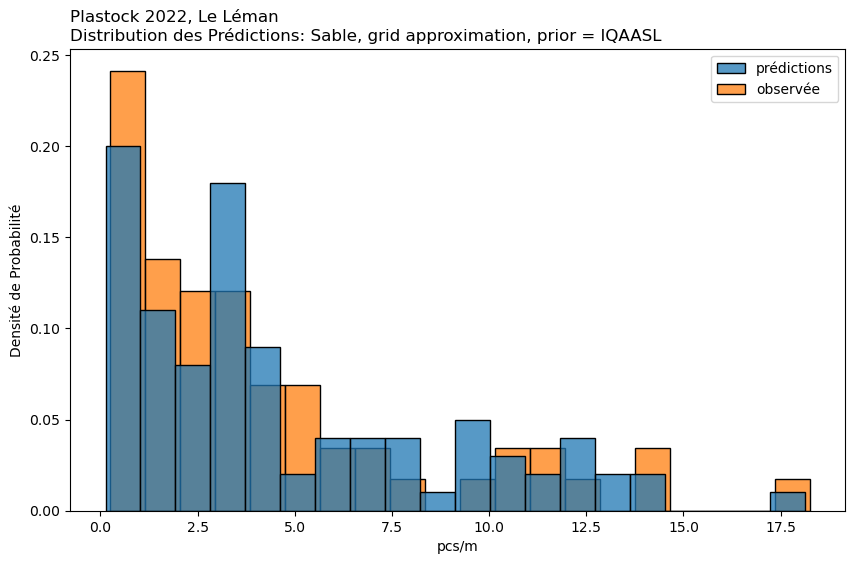 Plastock 2022, Le Léman
Distribution des Prédictions: Sable, grid approximation, prior = IQAASL
prédictions
observée
Densité de Probabilité
0.25
0.20
0.15
0.10
0.05
0.00
0.0 2.5 5.0 7.5 10.0 12.5 15.0 17.5
pcs/m